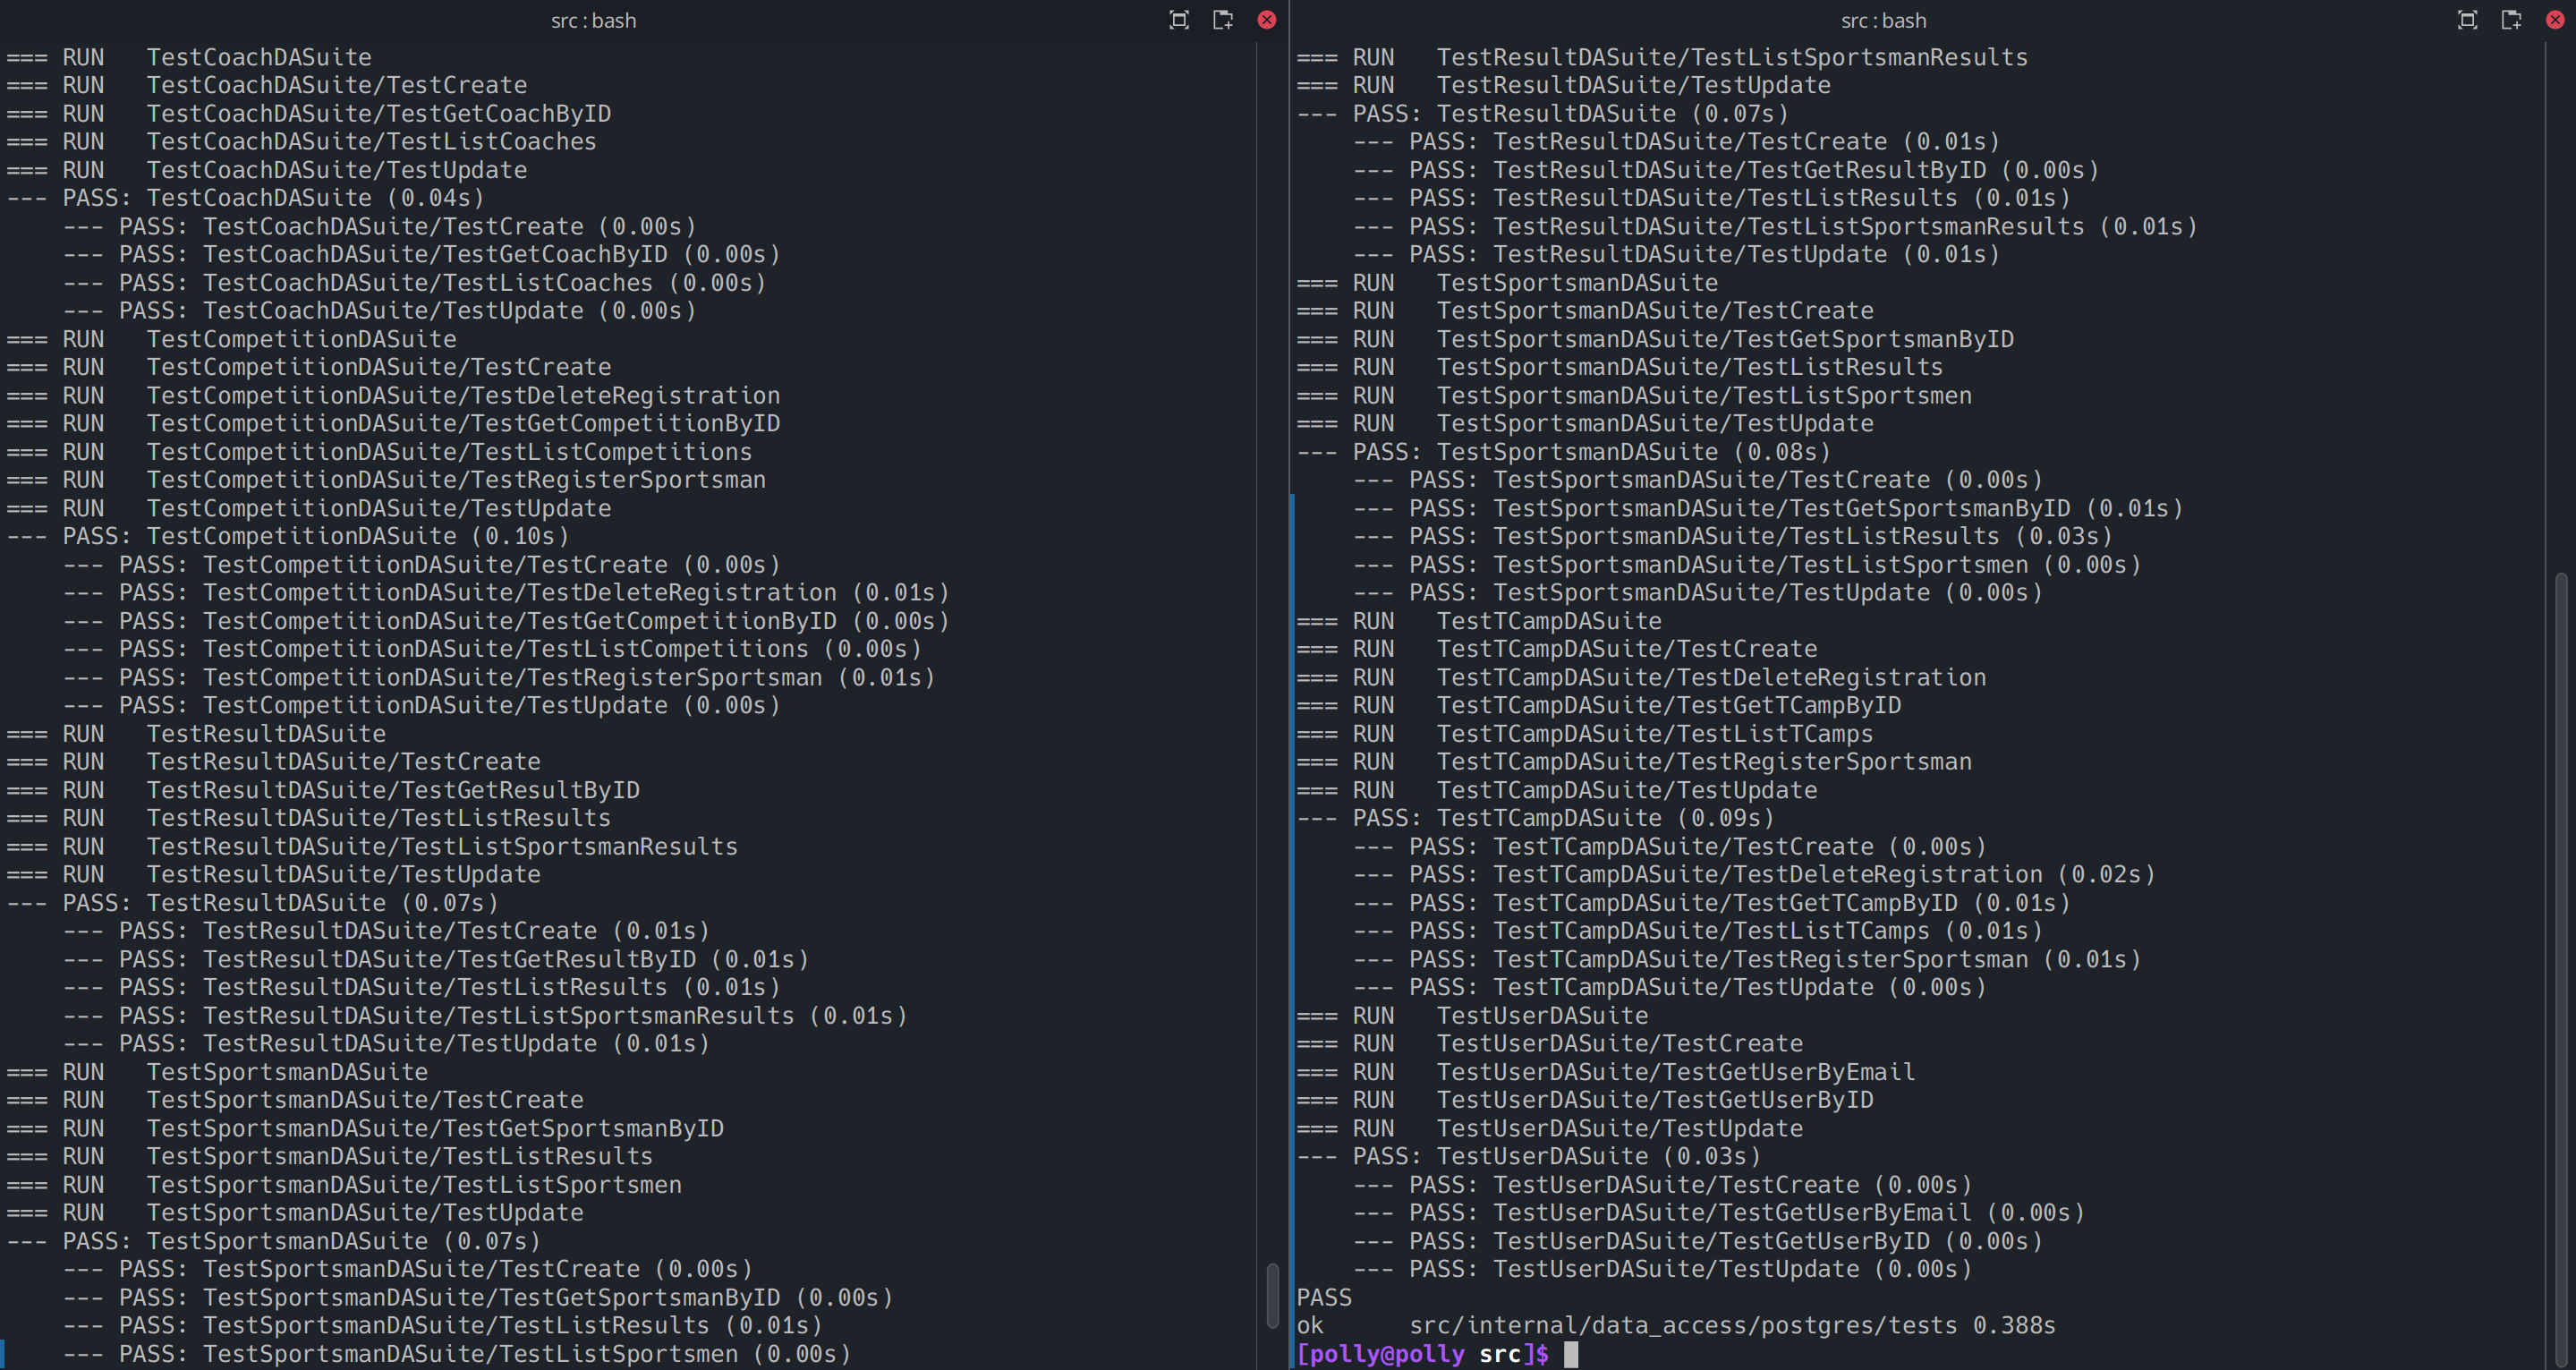 src : bash
=== RUN   TestCoachDASuite
=== RUN   TestCoachDASuite/TestCreate
=== RUN   TestCoachDASuite/TestGetCoachByID
=== RUN   TestCoachDASuite/TestListCoaches
=== RUN   TestCoachDASuite/TestUpdate
--- PASS: TestCoachDASuite (0.04s)
    --- PASS: TestCoachDASuite/TestCreate (0.00s)
    --- PASS: TestCoachDASuite/TestGetCoachByID (0.00s)
    --- PASS: TestCoachDASuite/TestListCoaches (0.00s)
    --- PASS: TestCoachDASuite/TestUpdate (0.00s)
=== RUN   TestCompetitionDASuite
=== RUN   TestCompetitionDASuite/TestCreate
=== RUN   TestCompetitionDASuite/TestDeleteRegistration
=== RUN   TestCompetitionDASuite/TestGetCompetitionByID
=== RUN   TestCompetitionDASuite/TestListCompetitions
=== RUN   TestCompetitionDASuite/TestRegisterSportsman
=== RUN   TestCompetitionDASuite/TestUpdate
--- PASS: TestCompetitionDASuite (0.10s)
    --- PASS: TestCompetitionDASuite/TestCreate (0.00s)
    --- PASS: TestCompetitionDASuite/TestDeleteRegistration (0.01s)
    --- PASS: TestCompetitionDASuite/TestGetCompetitionByID (0.00s)
    --- PASS: TestCompetitionDASuite/TestListCompetitions (0.00s)
    --- PASS: TestCompetitionDASuite/TestRegisterSportsman (0.01s)
    --- PASS: TestCompetitionDASuite/TestUpdate (0.00s)
=== RUN   TestResultDASuite
=== RUN   TestResultDASuite/TestCreate
=== RUN   TestResultDASuite/TestGetResultByID
=== RUN   TestResultDASuite/TestListResults
=== RUN   TestResultDASuite/TestListSportsmanResults
=== RUN   TestResultDASuite/TestUpdate
--- PASS: TestResultDASuite (0.07s)
    --- PASS: TestResultDASuite/TestCreate (0.01s)
    --- PASS: TestResultDASuite/TestGetResultByID (0.01s)
    --- PASS: TestResultDASuite/TestListResults (0.01s)
    --- PASS: TestResultDASuite/TestListSportsmanResults (0.01s)
    --- PASS: TestResultDASuite/TestUpdate (0.01s)
=== RUN   TestSportsmanDASuite
=== RUN   TestSportsmanDASuite/TestCreate
=== RUN   TestSportsmanDASuite/TestGetSportsmanByID
=== RUN   TestSportsmanDASuite/TestListResults
=== RUN   TestSportsmanDASuite/TestListSportsmen
=== RUN   TestSportsmanDASuite/TestUpdate
--- PASS: TestSportsmanDASuite (0.07s)
    --- PASS: TestSportsmanDASuite/TestCreate (0.00s)
    --- PASS: TestSportsmanDASuite/TestGetSportsmanByID (0.00s)
    --- PASS: TestSportsmanDASuite/TestListResults (0.01s)
    --- PASS: TestSportsmanDASuite/TestListSportsmen (0.00s)
src : bash
=== RUN   TestResultDASuite/TestListSportsmanResults
=== RUN   TestResultDASuite/TestUpdate
--- PASS: TestResultDASuite (0.07s)
    --- PASS: TestResultDASuite/TestCreate (0.01s)
    --- PASS: TestResultDASuite/TestGetResultByID (0.00s)
    --- PASS: TestResultDASuite/TestListResults (0.01s)
    --- PASS: TestResultDASuite/TestListSportsmanResults (0.01s)
    --- PASS: TestResultDASuite/TestUpdate (0.01s)
=== RUN   TestSportsmanDASuite
=== RUN   TestSportsmanDASuite/TestCreate
=== RUN   TestSportsmanDASuite/TestGetSportsmanByID
=== RUN   TestSportsmanDASuite/TestListResults
=== RUN   TestSportsmanDASuite/TestListSportsmen
=== RUN   TestSportsmanDASuite/TestUpdate
--- PASS: TestSportsmanDASuite (0.08s)
    --- PASS: TestSportsmanDASuite/TestCreate (0.00s)
    --- PASS: TestSportsmanDASuite/TestGetSportsmanByID (0.01s)
    --- PASS: TestSportsmanDASuite/TestListResults (0.03s)
    --- PASS: TestSportsmanDASuite/TestListSportsmen (0.00s)
    --- PASS: TestSportsmanDASuite/TestUpdate (0.00s)
=== RUN   TestTCampDASuite
=== RUN   TestTCampDASuite/TestCreate
=== RUN   TestTCampDASuite/TestDeleteRegistration
=== RUN   TestTCampDASuite/TestGetTCampByID
=== RUN   TestTCampDASuite/TestListTCamps
=== RUN   TestTCampDASuite/TestRegisterSportsman
=== RUN   TestTCampDASuite/TestUpdate
--- PASS: TestTCampDASuite (0.09s)
    --- PASS: TestTCampDASuite/TestCreate (0.00s)
    --- PASS: TestTCampDASuite/TestDeleteRegistration (0.02s)
    --- PASS: TestTCampDASuite/TestGetTCampByID (0.01s)
    --- PASS: TestTCampDASuite/TestListTCamps (0.01s)
    --- PASS: TestTCampDASuite/TestRegisterSportsman (0.01s)
    --- PASS: TestTCampDASuite/TestUpdate (0.00s)
=== RUN   TestUserDASuite
=== RUN   TestUserDASuite/TestCreate
=== RUN   TestUserDASuite/TestGetUserByEmail
=== RUN   TestUserDASuite/TestGetUserByID
=== RUN   TestUserDASuite/TestUpdate
--- PASS: TestUserDASuite (0.03s)
    --- PASS: TestUserDASuite/TestCreate (0.00s)
    --- PASS: TestUserDASuite/TestGetUserByEmail (0.00s)
    --- PASS: TestUserDASuite/TestGetUserByID (0.00s)
    --- PASS: TestUserDASuite/TestUpdate (0.00s)
PASS
ok      src/internal/data_access/postgres/tests 0.388s
[polly@polly src]$